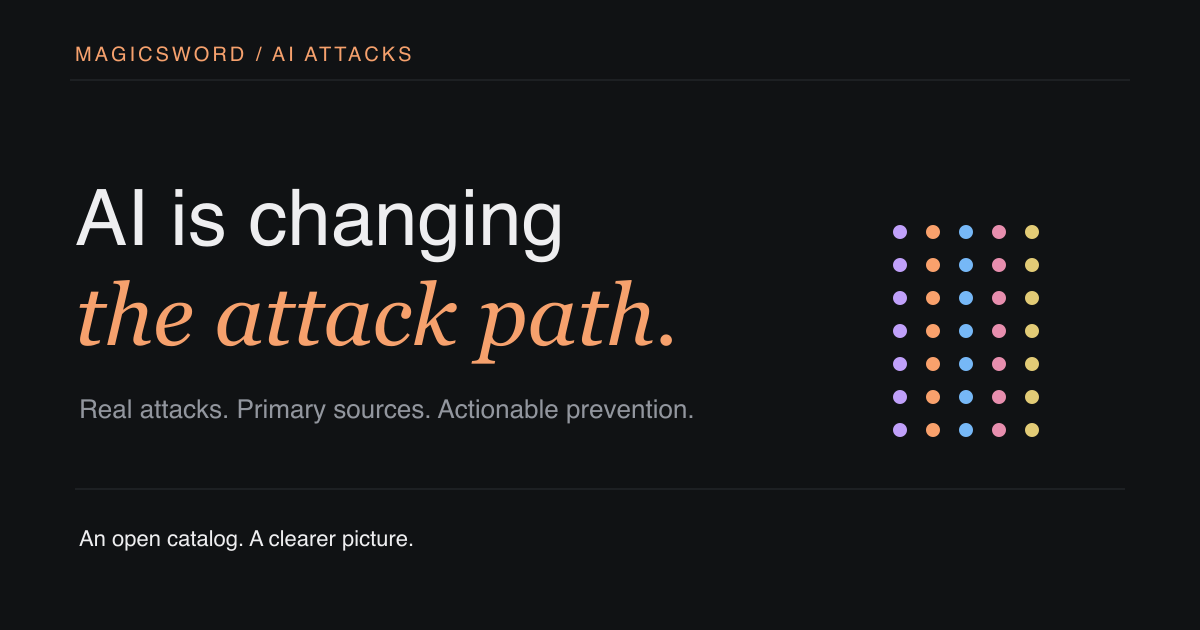 MAGICSWORD / AI ATTACKS
AI is changing
the attack path.
Real attacks. Primary sources. Actionable prevention.
An open catalog. A clearer picture.